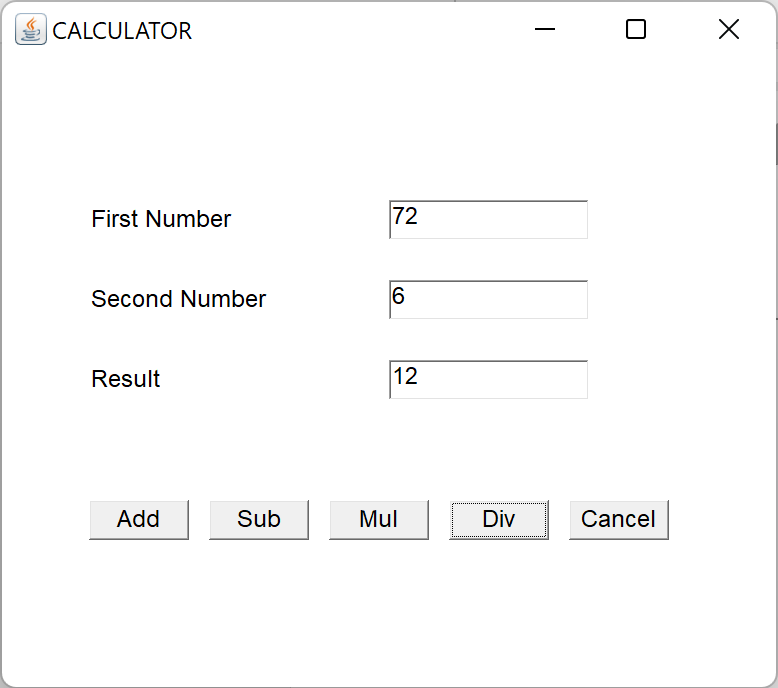 CALCULATOR
First Number 72
Second Number 6
Result 12
Add Sub Mul Div Cancel